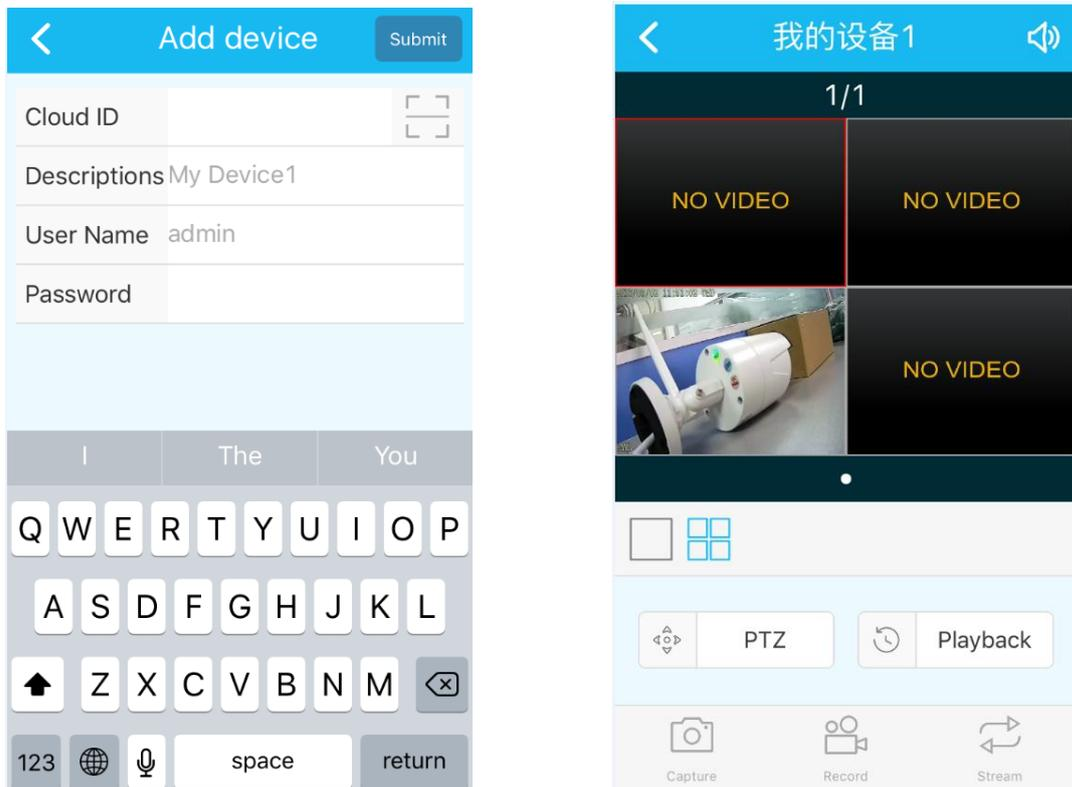 Add device
Submit
Cloud ID
Descriptions My Device1
User Name admin
Password
I The You
Q W E R T Y U I O P
A S D F G H J K L
Z X C V B N M
123 space return
我的设备1
1/1
NO VIDEO NO VIDEO
NO VIDEO
PTZ Playback
Capture Record Stream